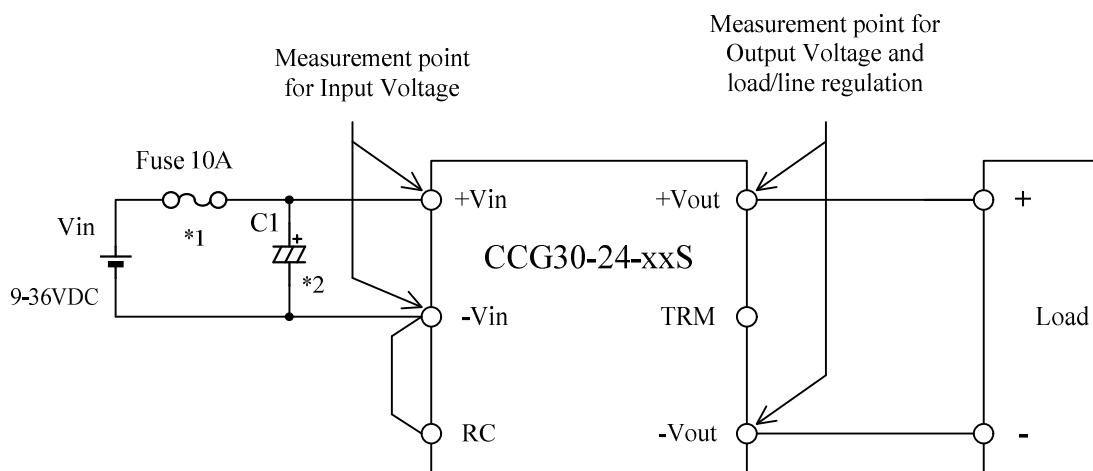 Measurement point
for Input Voltage
Measurement point for
Output Voltage and
load/line regulation
Fuse 10A
*1
Vin
9-36VDC
C1
+
*2
+Vin
-Vin
RC
CCG30-24-xxS
+Vout
TRM
-Vout
+
Load
-